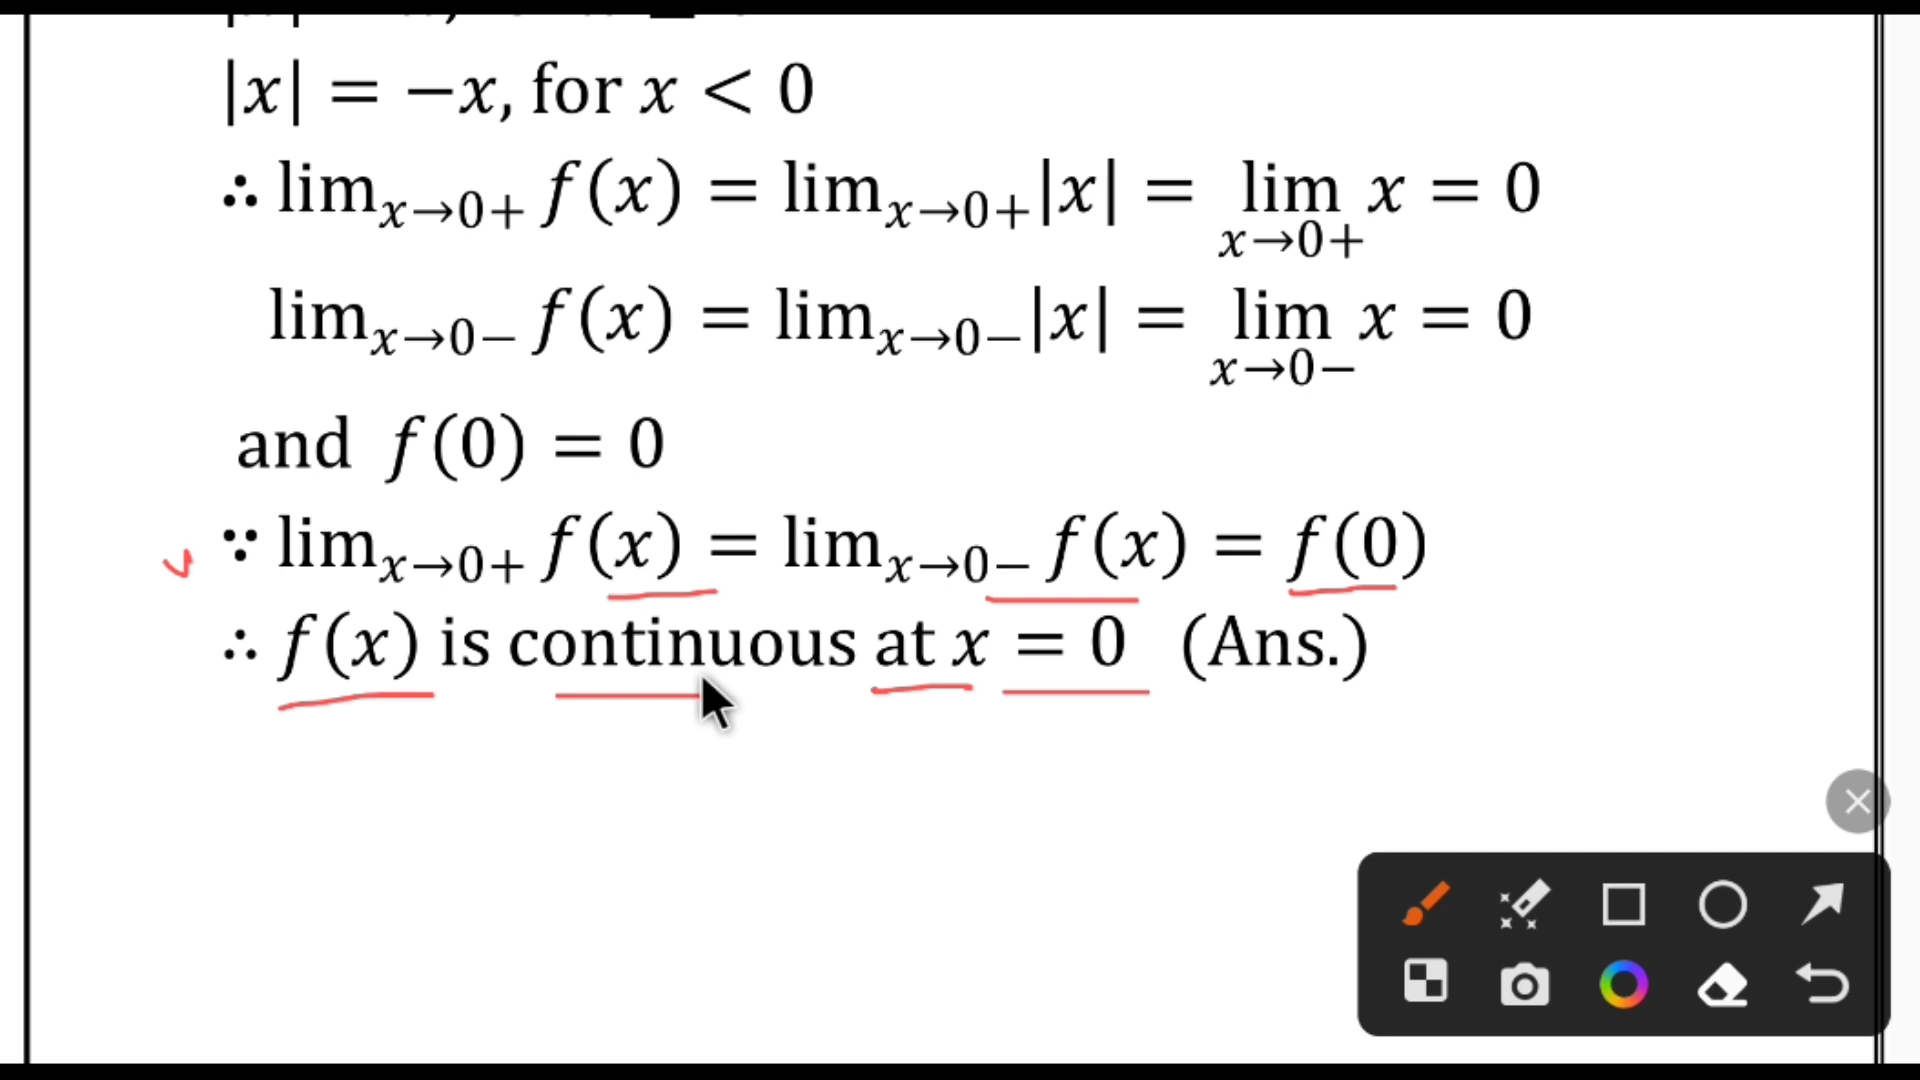 |x| = −x, for x < 0
∴ lim_{x→0+} f(x) = lim_{x→0+}|x| = lim_{x→0+} x = 0
lim_{x→0−} f(x) = lim_{x→0−}|x| = lim_{x→0−} x = 0
and f(0) = 0
∵ lim_{x→0+} f(x) = lim_{x→0−} f(x) = f(0)
∴ f(x) is continuous at x = 0 (Ans.)